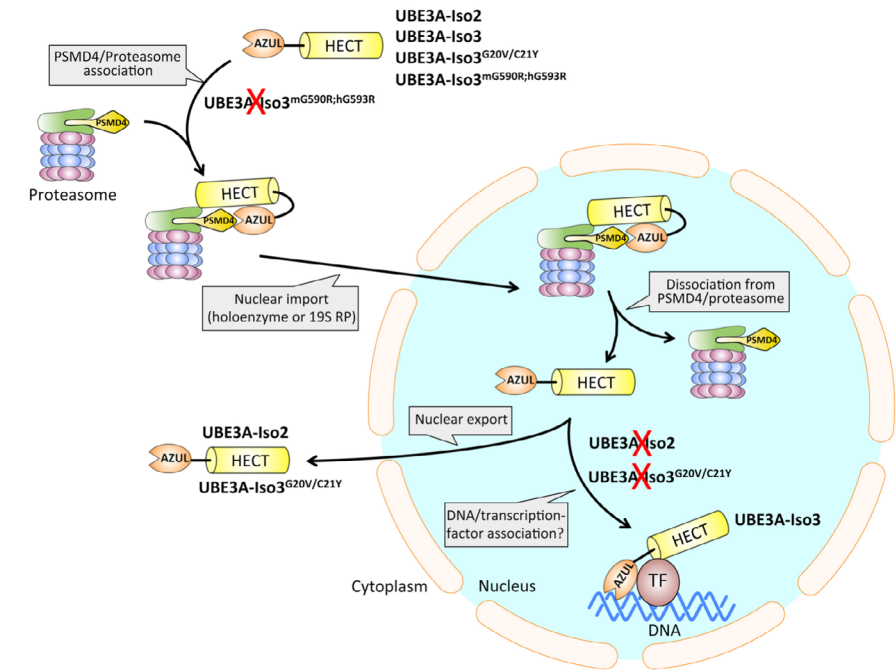 UBE3A-Iso2
UBE3A-Iso3
UBE3A-Iso3G20V/C21Y
UBE3A-Iso3mG590R;hG593R
AZUL
HECT
PSMD4/Proteasome
association
UBE3A-Iso3mG590R;hG593R
PSMD4
Proteasome
HECT
PSMD4
AZUL
Nuclear import
(holoenzyme or 19S RP)
HECT
PSMD4
AZUL
Dissociation from
PSMD4/proteasome
PSMD4
AZUL
HECT
Nuclear export
UBE3A-Iso2
AZUL
HECT
UBE3A-Iso3G20V/C21Y
UBE3A-Iso2
UBE3A-Iso3G20V/C21Y
DNA/transcription-
factor association?
UBE3A-Iso3
HECT
AZUL
TF
DNA
Cytoplasm
Nucleus